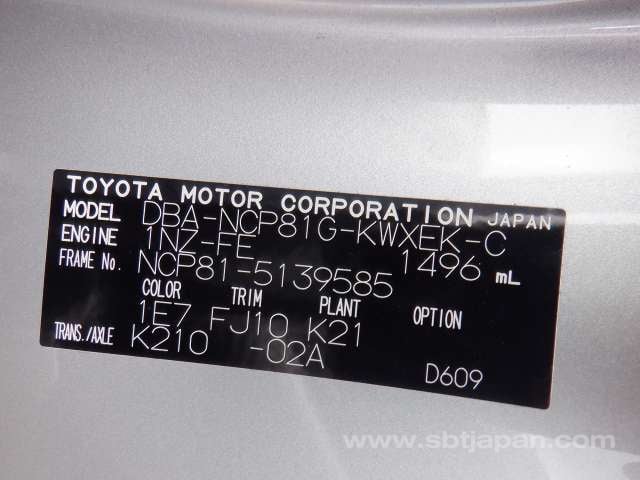 TOYOTA MOTOR CORPORATION JAPAN
MODEL DBA-NCP81G-KWXEK-C
ENGINE 1NZ-FE 1496 mL
FRAME No. NCP81-5139585
COLOR TRIM PLANT OPTION
1E7 FJ10 K21
TRANS./AXLE K210 -02A
D609
www.sbtjapan.com